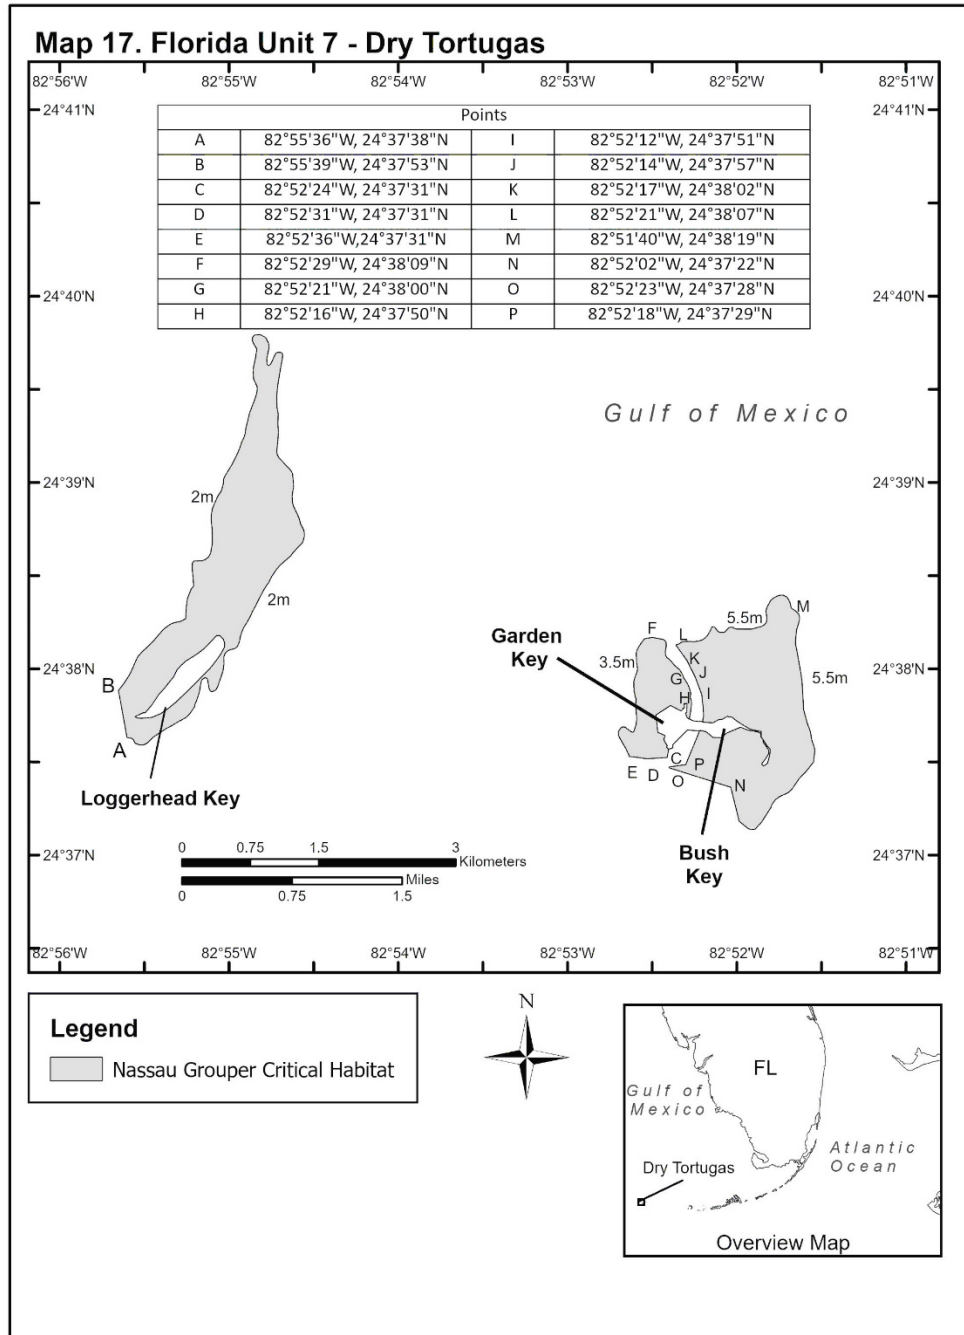 Map 17. Florida Unit 7 - Dry Tortugas
82°56'W 82°55'W 82°54'W 82°53'W 82°52'W 82°51'W
24°41'N 24°41'N
Points
A 82°55'36"W, 24°37'38"N I 82°52'12"W, 24°37'51"N
B 82°55'39"W, 24°37'53"N J 82°52'14"W, 24°37'57"N
C 82°52'24"W, 24°37'31"N K 82°52'17"W, 24°38'02"N
D 82°52'31"W, 24°37'31"N L 82°52'21"W, 24°38'07"N
E 82°52'36"W,24°37'31"N M 82°51'40"W, 24°38'19"N
F 82°52'29"W, 24°38'09"N N 82°52'02"W, 24°37'22"N
G 82°52'21"W, 24°38'00"N O 82°52'23"W, 24°37'28"N
H 82°52'16"W, 24°37'50"N P 82°52'18"W, 24°37'29"N
24°40'N 24°40'N
Gulf of Mexico
24°39'N 24°39'N
2m
2m
M
5.5m
F L
Garden
Key
3.5m
K
24°38'N 24°38'N
J
G
5.5m
B
I
H
A
C P
E D O
N
Loggerhead Key
Bush
Key
0 0.75 1.5 3
Kilometers
Miles
0 0.75 1.5
24°37'N 24°37'N
82°56'W 82°55'W 82°54'W 82°53'W 82°52'W 82°51'W
Legend
Nassau Grouper Critical Habitat
N
FL
Gulf of
Mexico
Atlantic
Ocean
Dry Tortugas
Overview Map